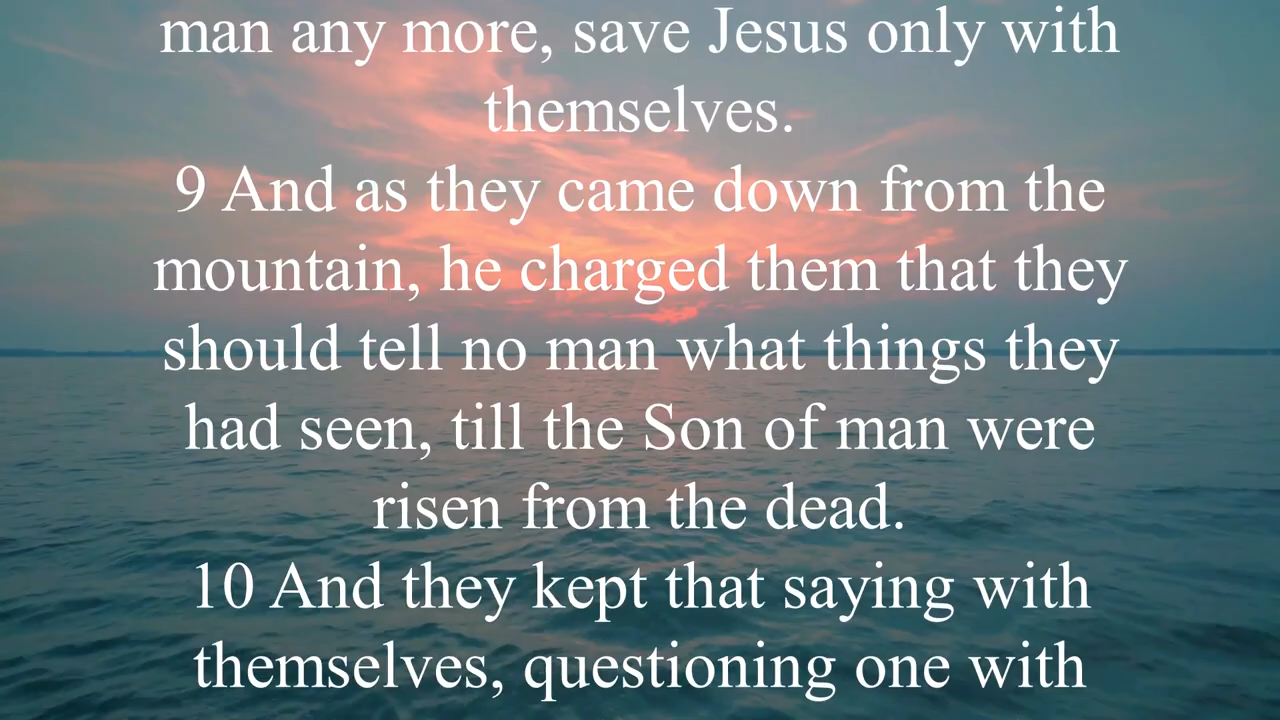 man any more, save Jesus only with
themselves.
9 And as they came down from the
mountain, he charged them that they
should tell no man what things they
had seen, till the Son of man were
risen from the dead.
10 And they kept that saying with
themselves, questioning one with